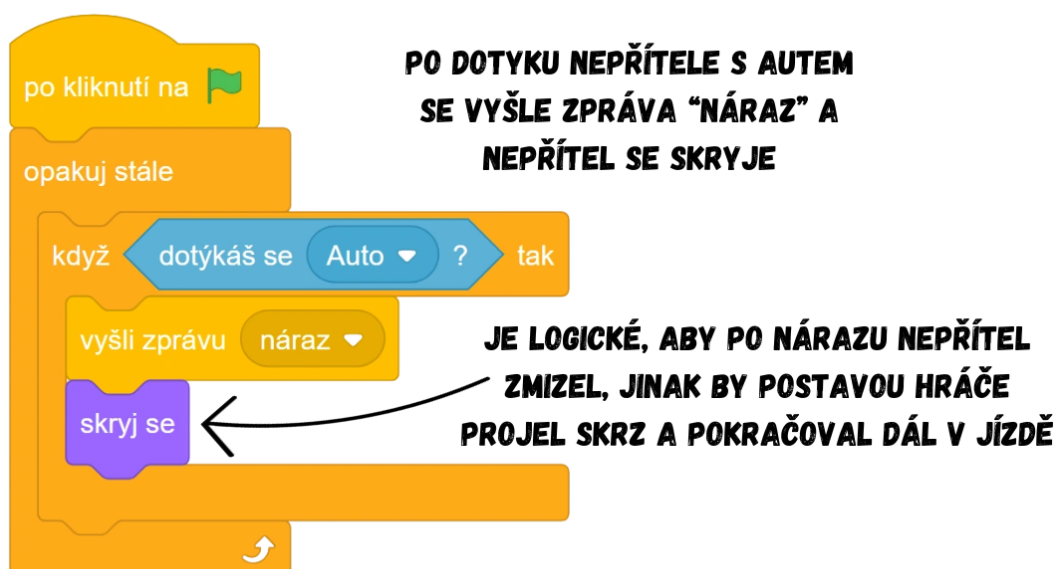 po kliknutí na
PO DOTYKU NEPŘÍTELE S AUTEM
SE VYŠLE ZPRÁVA “NÁRAZ” A
NEPŘÍTEL SE SKRYJE
opakuj stále
když dotýkáš se Auto ? tak
vyšli zprávu náraz
skryj se
JE LOGICKÉ, ABY PO NÁRAZU NEPŘÍTEL
ZMIZEL, JINAK BY POSTAVOU HRÁČE
PROJEL SKRZ A POKRAČOVAL DÁL V JÍZDĚ